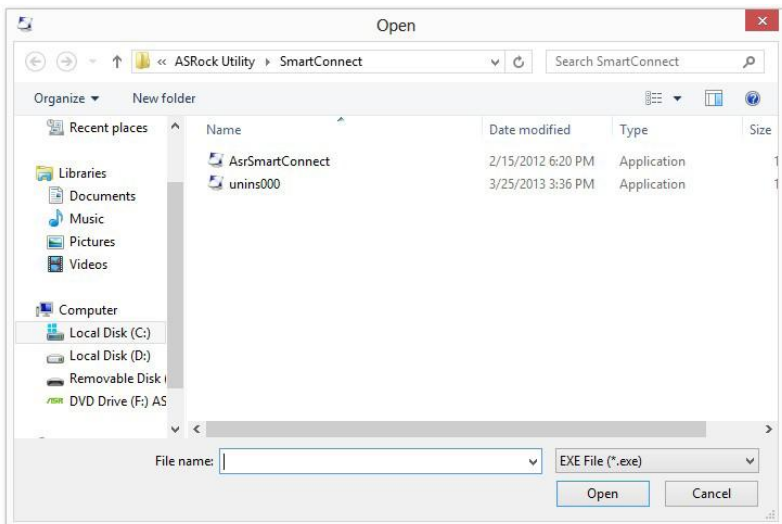 Open
« ASRock Utility ▸ SmartConnect
Search SmartConnect
Organize
New folder
Name
Date modified
Type
Size
Recent places
Libraries
Documents
Music
Pictures
Videos
Computer
Local Disk (C:)
Local Disk (D:)
Removable Disk (
DVD Drive (F:) AS
AsrSmartConnect 2/15/2012 6:20 PM Application 1
unins000 3/25/2013 3:36 PM Application 1
File name:
EXE File (*.exe)
Open
Cancel